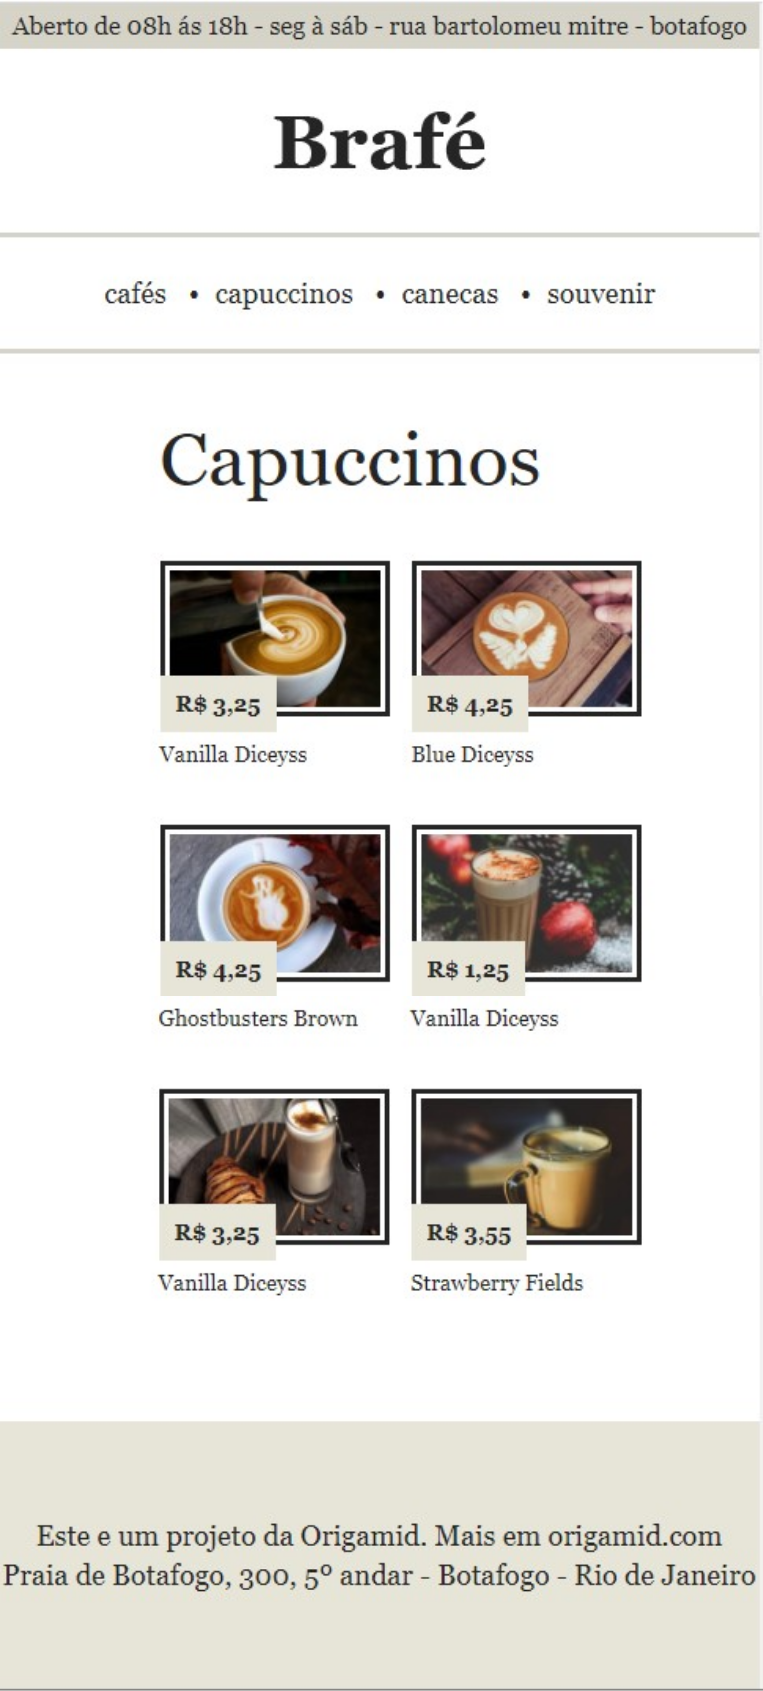 Aberto de 08h ás 18h - seg à sáb - rua bartolomeu mitre - botafogo
Brafé
cafés • capuccinos • canecas • souvenir
Capuccinos
R$ 3,25
Vanilla Diceyss
R$ 4,25
Blue Diceyss
R$ 4,25
Ghostbusters Brown
R$ 1,25
Vanilla Diceyss
R$ 3,25
Vanilla Diceyss
R$ 3,55
Strawberry Fields
Este e um projeto da Origamid. Mais em origamid.com
Praia de Botafogo, 300, 5º andar - Botafogo - Rio de Janeiro